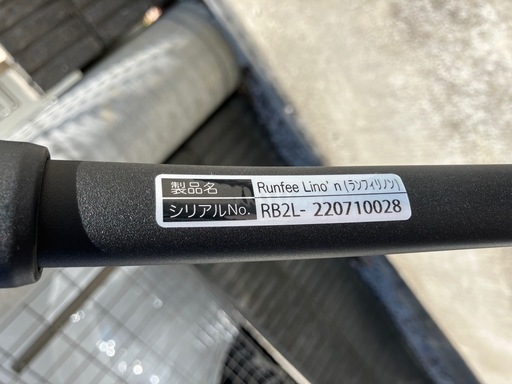 製品名 Runfee Lino'n (ランフィリノン)
シリアルNo. RB2L- 220710028